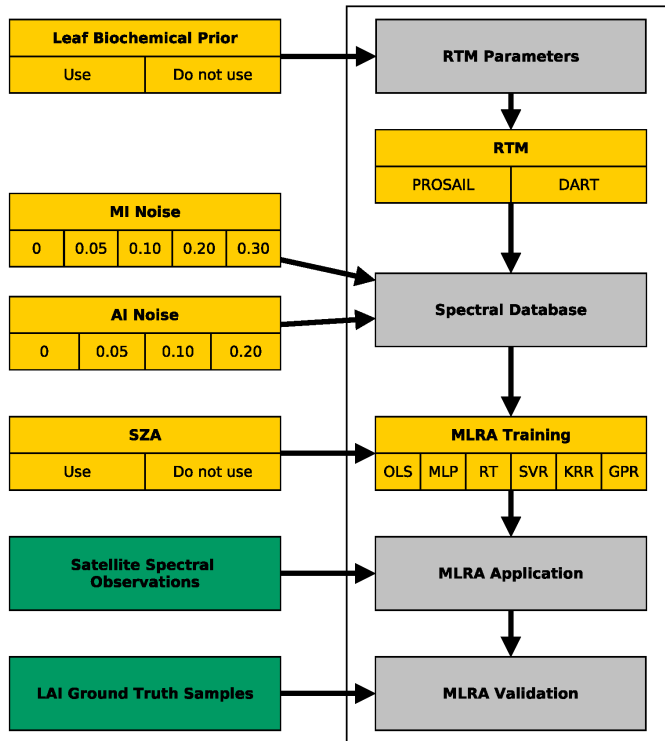 Leaf Biochemical Prior
Use Do not use
RTM Parameters
RTM
PROSAIL DART
MI Noise
0 0.05 0.10 0.20 0.30
AI Noise
0 0.05 0.10 0.20
Spectral Database
SZA
Use Do not use
MLRA Training
OLS MLP RT SVR KRR GPR
Satellite Spectral
Observations
MLRA Application
LAI Ground Truth Samples
MLRA Validation